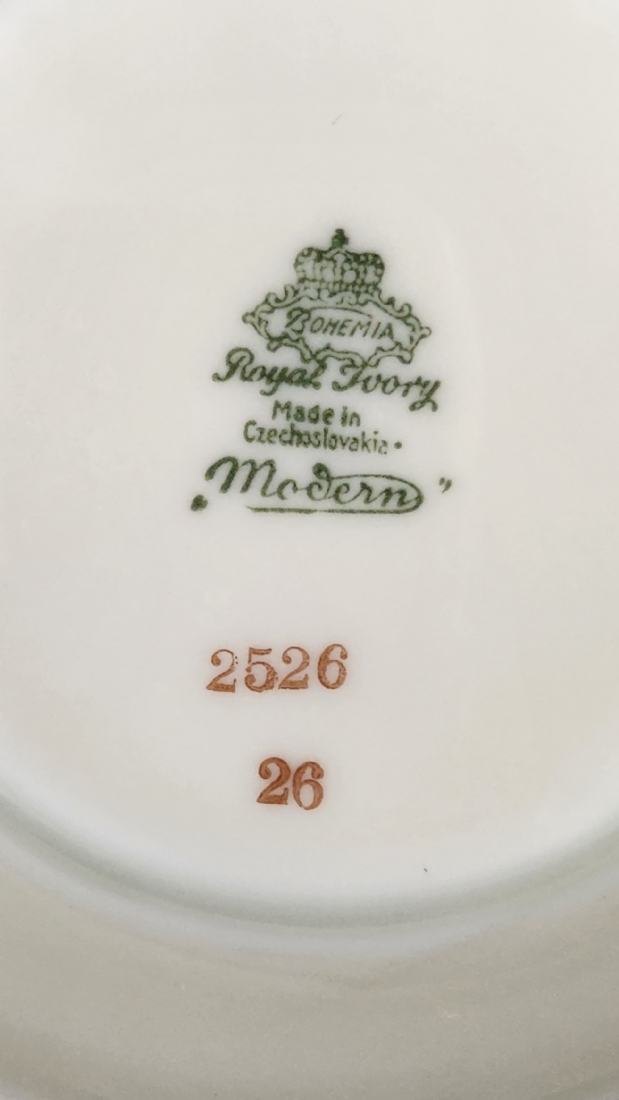 BOHEMIA
Royal Ivory
Made in
Czechoslovakia.
„Modern”
2526
26